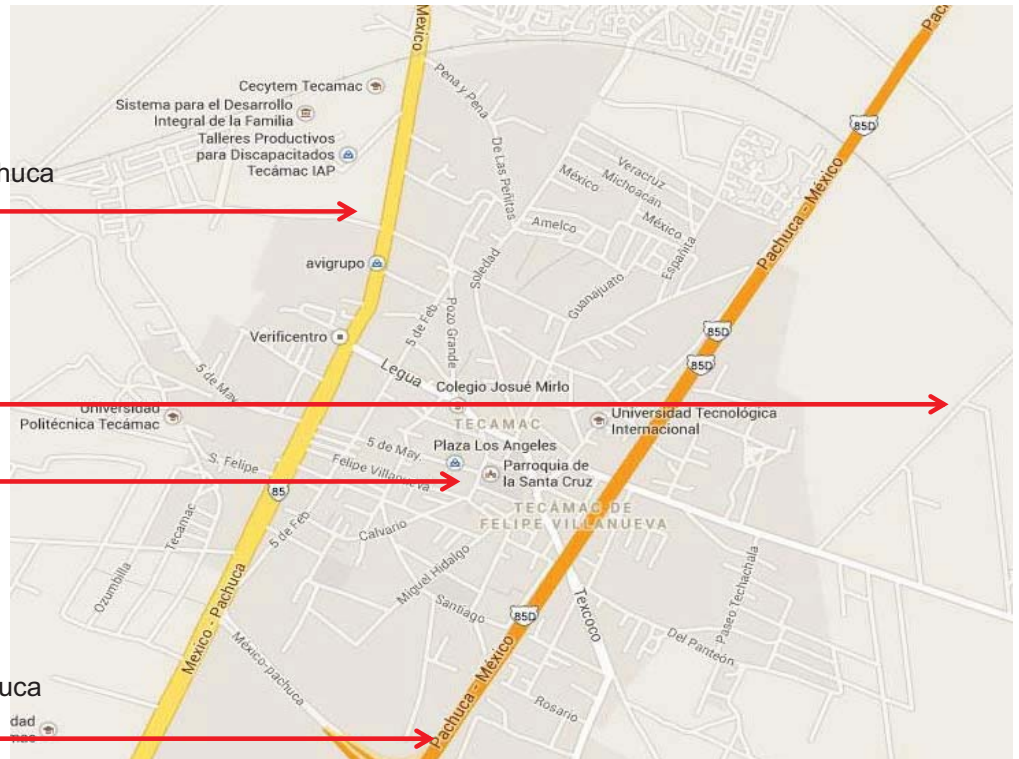 Mexico
Pach
Cecytem Tecamac
Pena y Pena
Sistema para el Desarrollo
Integral de la Familia
Talleres Productivos
para Discapacitados
Tecámac IAP
85D
De Las Peñitas
Veracruz
Michoacán
México
México
huca
Pachuca - México
Amelco
Españita
avigrupo
Soledad
Guanajuato
5 de Feb
Pozo Grande
Verificentro
85D
85D
Legua
5 de May.
Colegio Josué Mirlo
Universidad
Politécnica Tecámac
TECAMAC
Universidad Tecnológica
Internacional
5 de May.
Plaza Los Angeles
S. Felipe
Felipe Villanueva
Parroquia de
la Santa Cruz
85
TECÁMAC DE
FELIPE VILLANUEVA
Tecamac
5 de Feb
Calvario
Ozumbilla
Miguel Hidalgo
Paseo Techachala
Mexico - Pachuca
Santiago
85D
Texcoco
Del Panteón
México-pachuca
Pachuca - México
Rosario
uca
dad